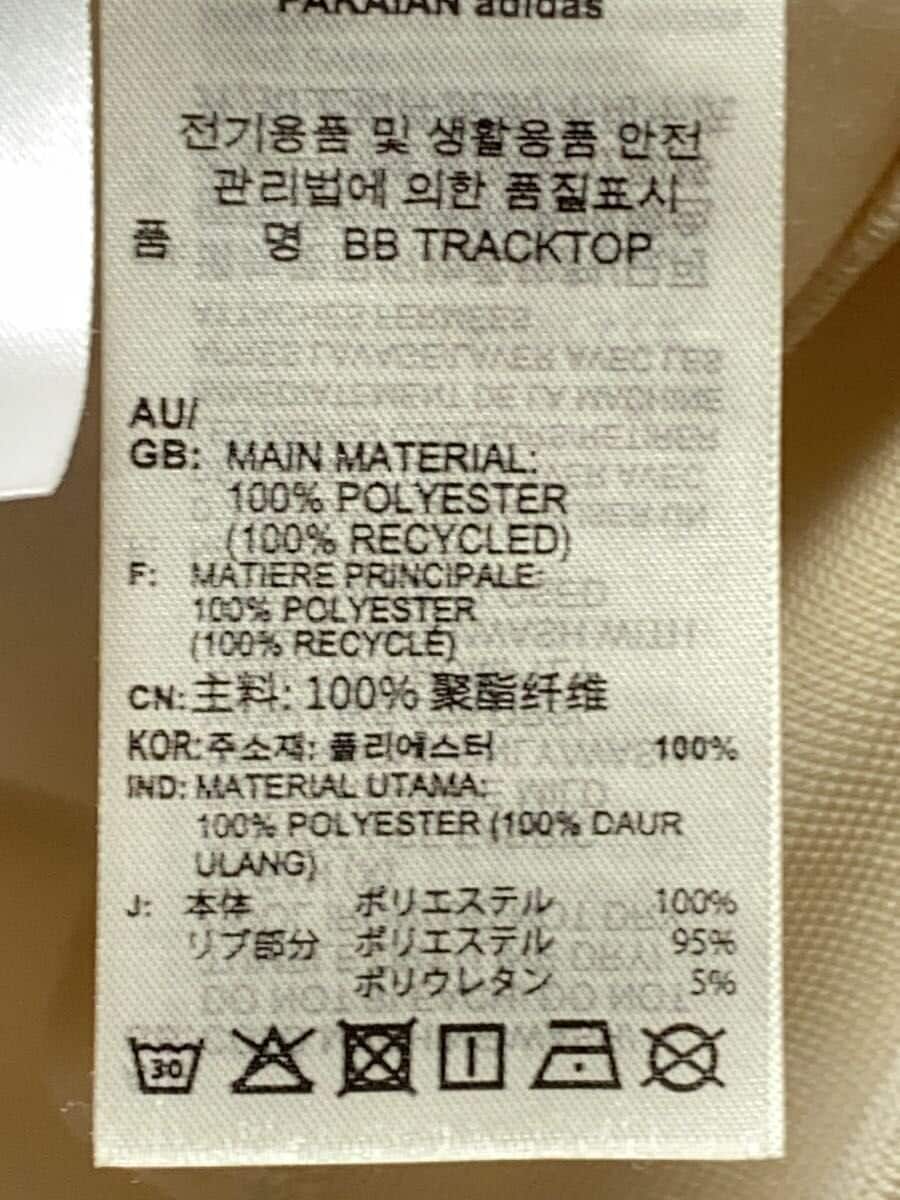 PAKAIAN adidas
전기용품 및 생활용품 안전
관리법에 의한 품질표시
품 명 BB TRACKTOP
AU/
GB: MAIN MATERIAL:
100% POLYESTER
(100% RECYCLED)
F: MATIERE PRINCIPALE:
100% POLYESTER
(100% RECYCLÉ)
CN: 主料: 100% 聚酯纤维
KOR: 주소재: 폴리에스터 100%
IND: MATERIAL UTAMA:
100% POLYESTER (100% DAUR
ULANG)
J: 本体 ポリエステル 100%
リブ部分 ポリエステル 95%
ポリウレタン 5%
30